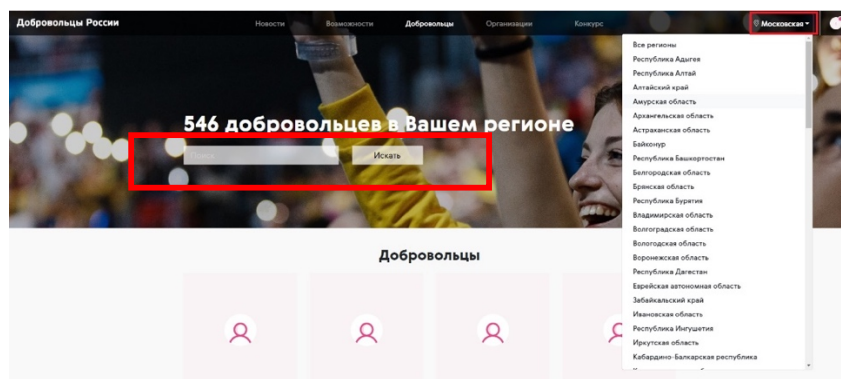 Добровольцы России
Новости Возможности Добровольцы Организации Конкурс Московская
546 добровольцев в Вашем регионе
Поиск Искать
Добровольцы
Все регионы
Республика Адыгея
Республика Алтай
Алтайский край
Амурская область
Архангельская область
Астраханская область
Байконур
Республика Башкортостан
Белгородская область
Брянская область
Республика Бурятия
Владимирская область
Волгоградская область
Вологодская область
Воронежская область
Республика Дагестан
Еврейская автономная область
Забайкальский край
Ивановская область
Республика Ингушетия
Иркутская область
Кабардино-Балкарская республика